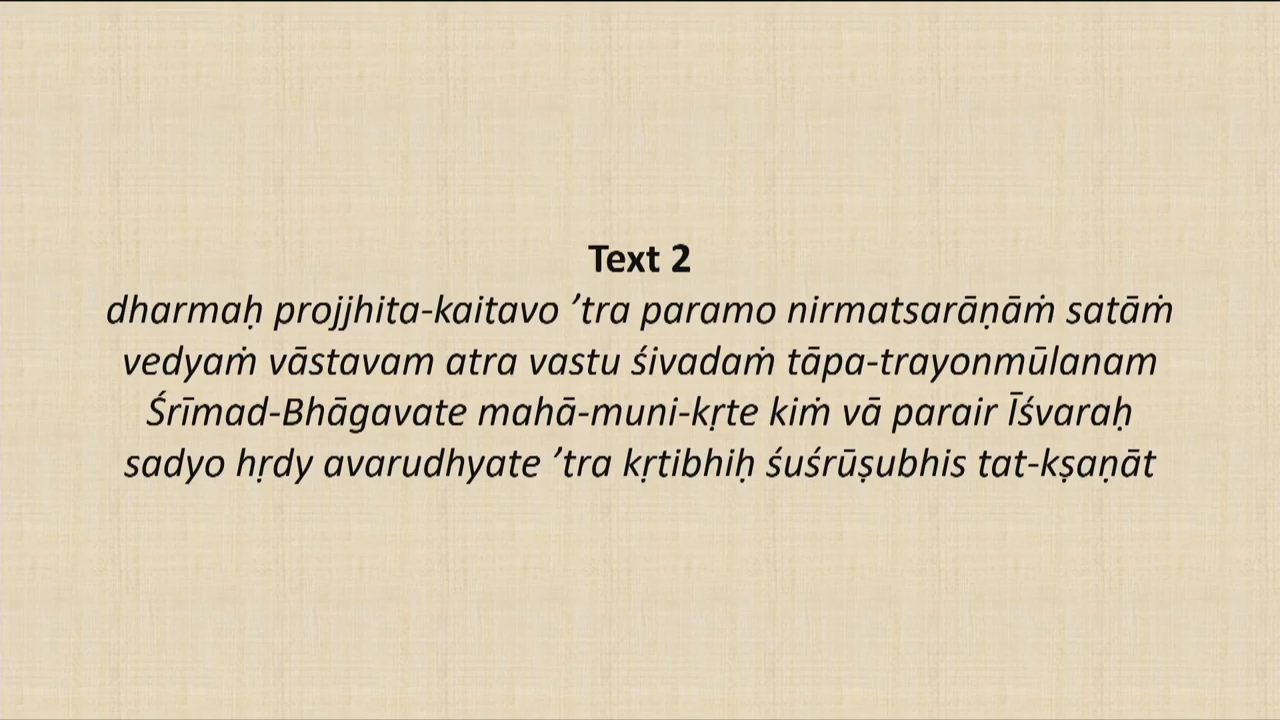 Text 2
dharmaḥ projjhita-kaitavo ’tra paramo nirmatsarāṇāṁ satāṁ
vedyaṁ vāstavam atra vastu śivadaṁ tāpa-trayonmūlanam
Śrīmad-Bhāgavate mahā-muni-kṛte kiṁ vā parair Īśvaraḥ
sadyo hṛdy avarudhyate ’tra kṛtibhiḥ śuśrūṣubhis tat-kṣaṇāt